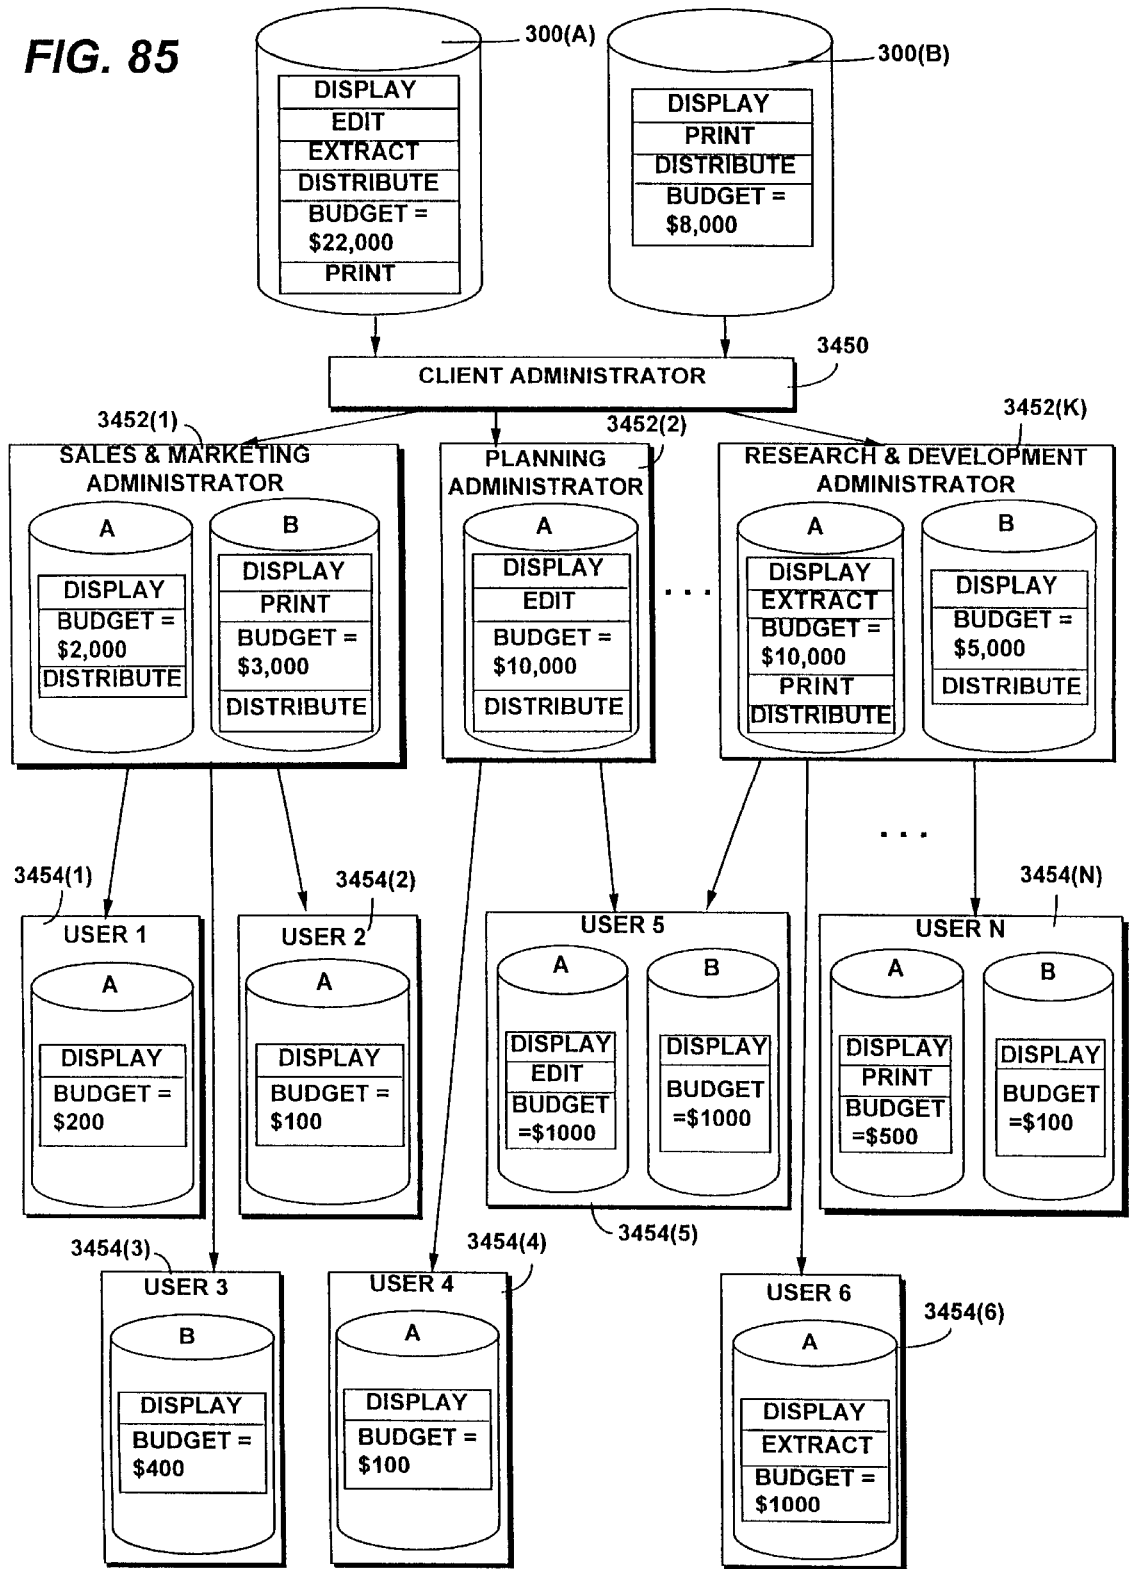 FIG. 85
300(A)
DISPLAY
EDIT
EXTRACT
DISTRIBUTE
BUDGET =
$22,000
PRINT
300(B)
DISPLAY
PRINT
DISTRIBUTE
BUDGET =
$8,000
CLIENT ADMINISTRATOR
3450
3452(1)
SALES & MARKETING
ADMINISTRATOR
A
DISPLAY
BUDGET =
$2,000
DISTRIBUTE
B
DISPLAY
PRINT
BUDGET =
$3,000
DISTRIBUTE
3452(2)
PLANNING
ADMINISTRATOR
A
DISPLAY
EDIT
BUDGET =
$10,000
DISTRIBUTE
. . .
3452(K)
RESEARCH & DEVELOPMENT
ADMINISTRATOR
A
DISPLAY
EXTRACT
BUDGET =
$10,000
PRINT
DISTRIBUTE
B
DISPLAY
BUDGET =
$5,000
DISTRIBUTE
. . .
3454(1)
USER 1
A
DISPLAY
BUDGET =
$200
3454(2)
USER 2
A
DISPLAY
BUDGET =
$100
USER 5
A
DISPLAY
EDIT
BUDGET
=$1000
B
DISPLAY
BUDGET
=$1000
3454(5)
3454(N)
USER N
A
DISPLAY
PRINT
BUDGET
=$500
B
DISPLAY
BUDGET
=$100
3454(3)
USER 3
B
DISPLAY
BUDGET =
$400
3454(4)
USER 4
A
DISPLAY
BUDGET =
$100
USER 6
3454(6)
A
DISPLAY
EXTRACT
BUDGET =
$1000